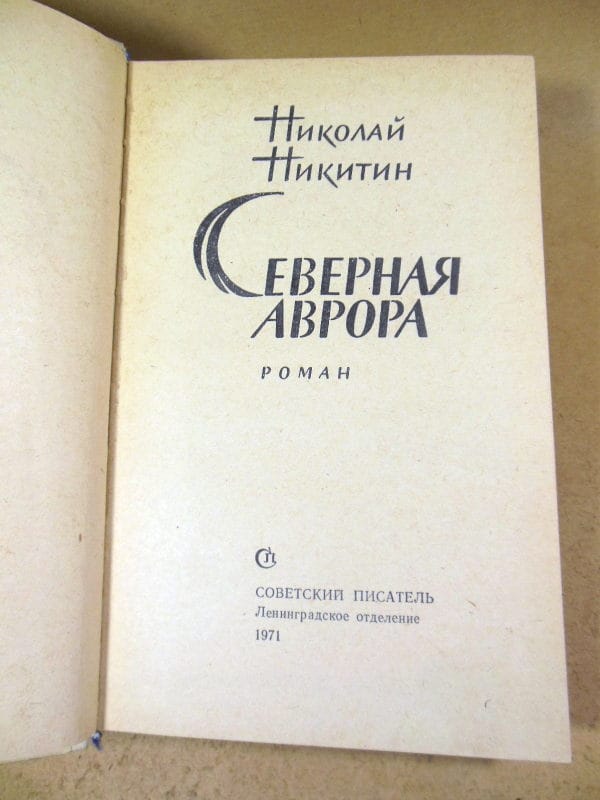 Николай
Никитин
Северная
Аврора
РОМАН
СП
СОВЕТСКИЙ ПИСАТЕЛЬ
Ленинградское отделение
1971